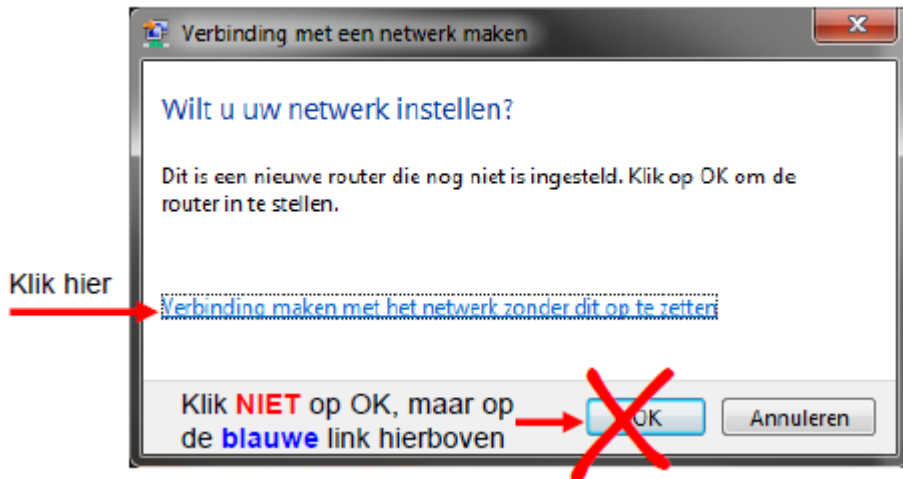 Verbinding met een netwerk maken
Wilt u uw netwerk instellen?
Dit is een nieuwe router die nog niet is ingesteld. Klik op OK om de
router in te stellen.
Klik hier
Verbinding maken met het netwerk zonder dit op te zetten
Klik NIET op OK, maar op
de blauwe link hierboven
OK
Annuleren